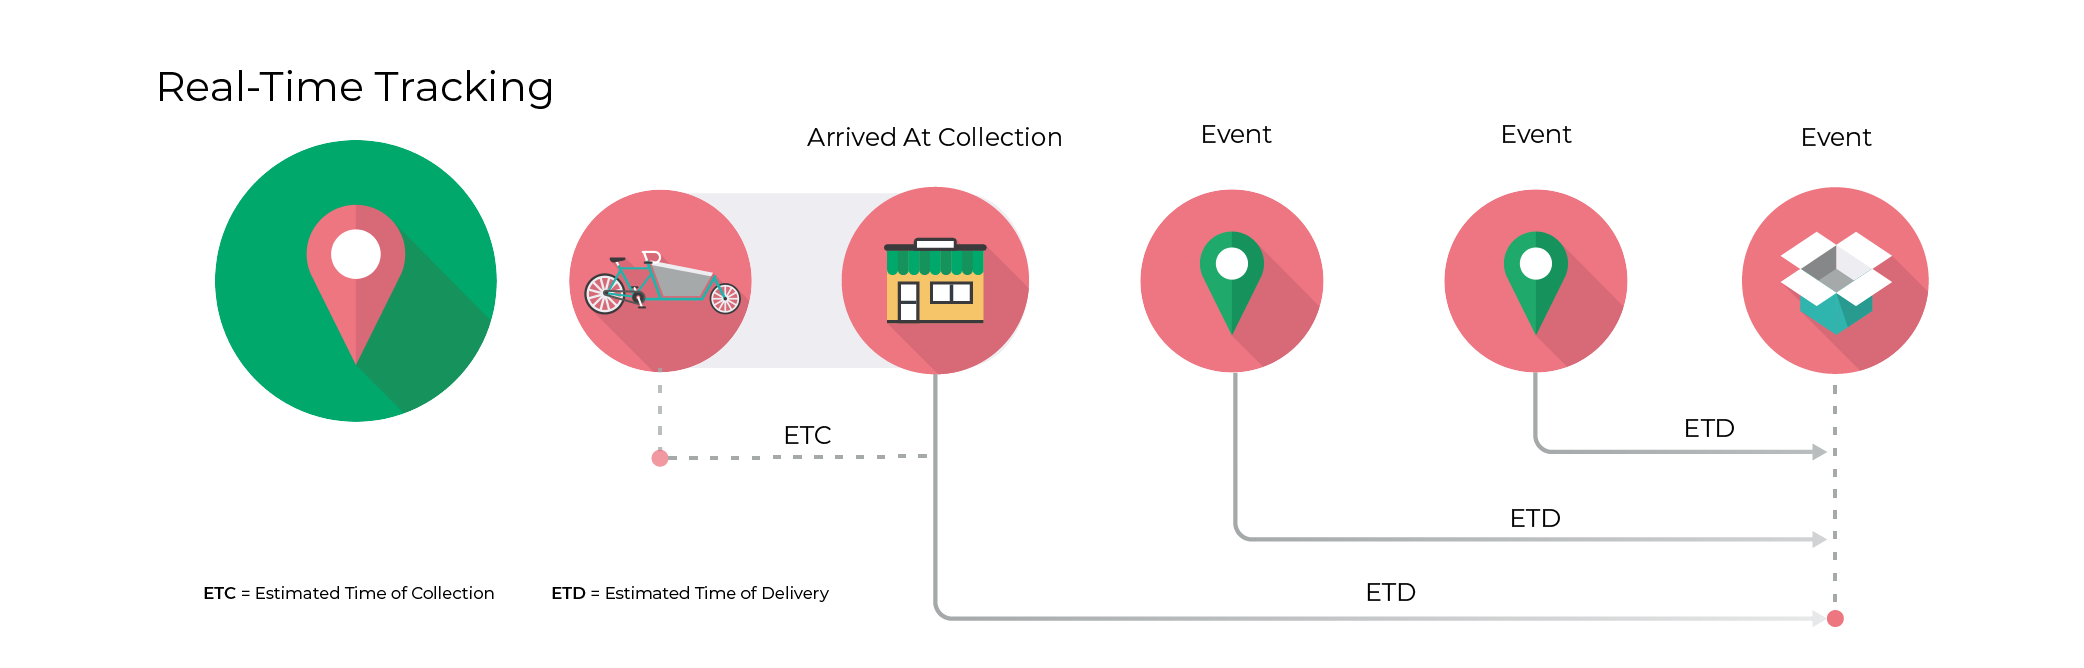 Real-Time Tracking
Arrived At Collection
Event
Event
Event
ETC
ETD
ETD
ETD
ETC = Estimated Time of Collection
ETD = Estimated Time of Delivery